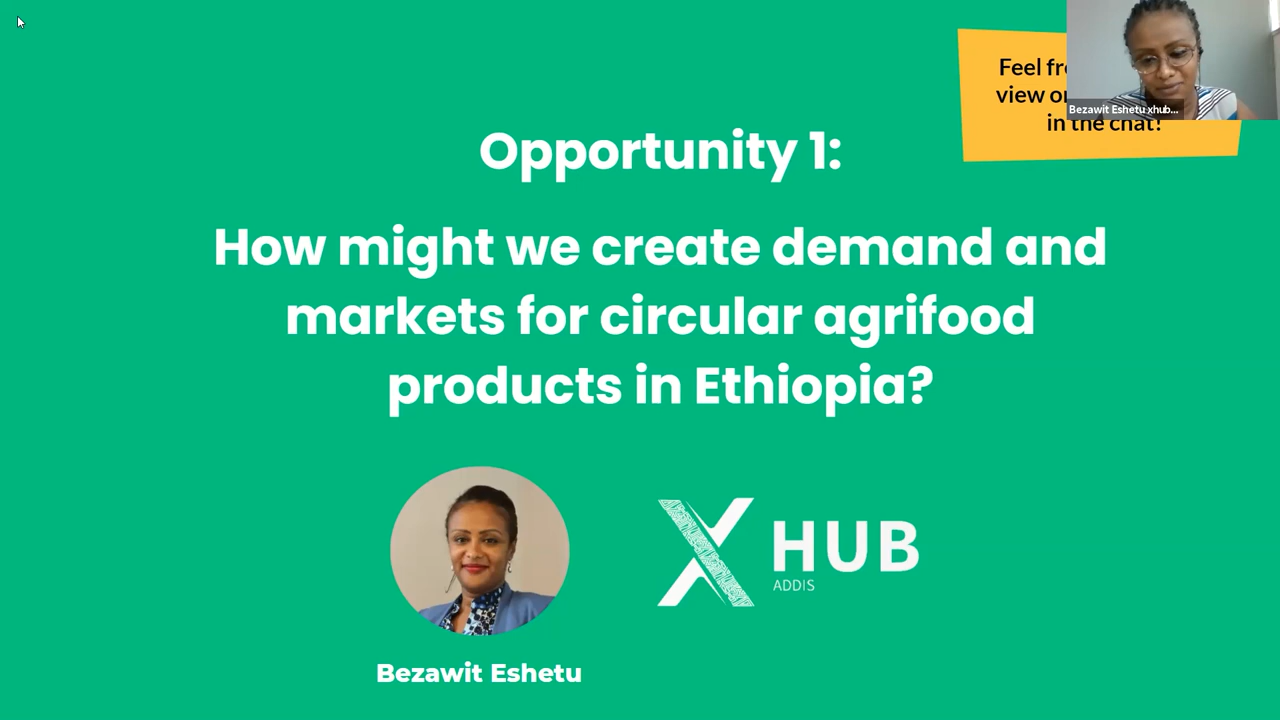 Feel
view
in the chat!
Bezawit Eshetu xhub...
Opportunity 1:
How might we create demand and
markets for circular agrifood
products in Ethiopia?
X HUB
ADDIS
Bezawit Eshetu